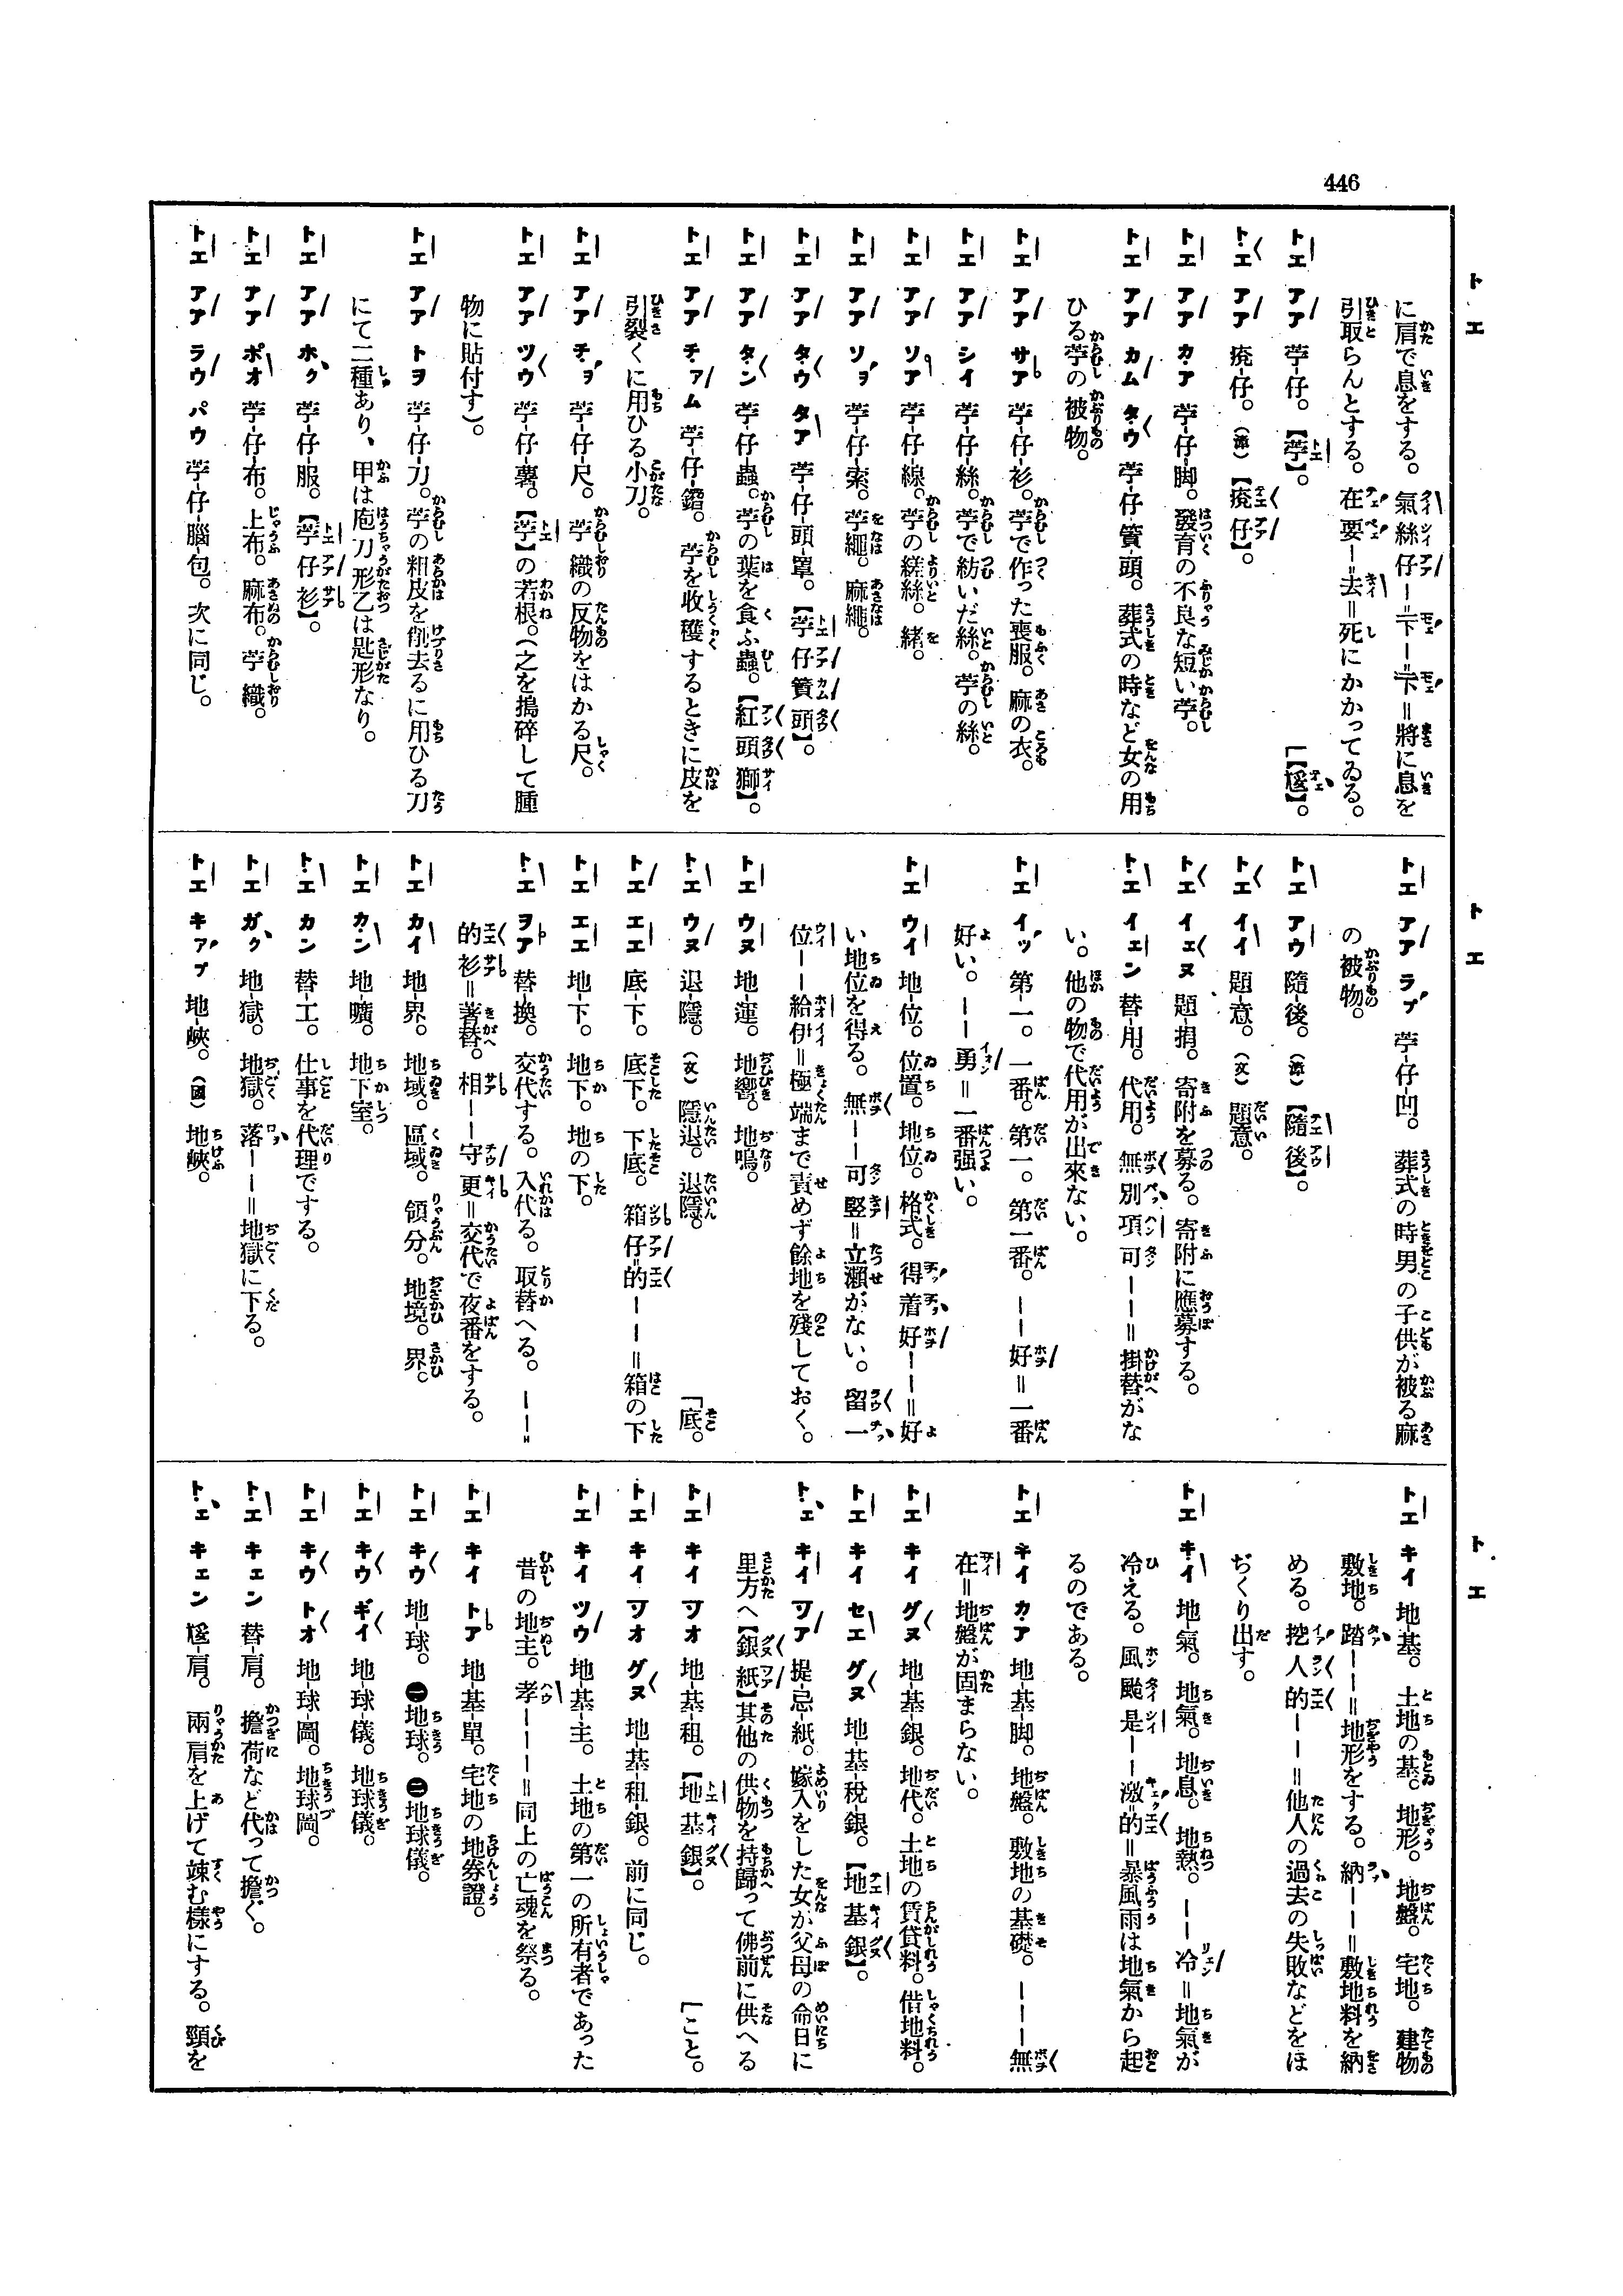 446
トエ
に肩で息をする。氣絲仔－＝卞＝卞＝將に息を
引取らんとする。在要－＝去＝死にかかってゐる。
トエ アア 苧-仔。【苧】。
トエ アア 㾀-仔。(漳)【㾀仔】。
トエ アア カア 苧-仔-脚。發育の不良な短い苧。
トエ アア カム タウ 苧-仔-篢-頭。葬式の時など女の用
ひる苧の被物。
トエ アア サア 苧-仔-衫。苧で作った喪服。麻の衣。
トエ アア シイ 苧-仔-絲。苧で紡いだ絲。苧の絲。
トエ アア ソア 苧-仔-線。苧の縒絲。緒。
トエ アア ソヲ 苧-仔-索。苧繩。麻繩。
トエ アア タウ タア 苧-仔-頭-罩。【苧仔篢頭】。
トエ アア タン 苧-仔-蟲。苧の葉を食ふ蟲。【紅頭獅】。
トエ アア チァム 苧-仔-鏨。苧を收穫するときに皮を
引裂くに用ひる小刀。
トエ アア チヲ 苧-仔-尺。苧織の反物をはかる尺。
トエ アア ツウ 苧-仔-薯。【苧】の若根。(之を搗碎して腫
物に貼付す)。
トエ アア トヲ 苧-仔-刀。苧の粗皮を削去るに用ひる刀
にて二種あり、甲は庖刀形乙は匙形なり。
トエ アア ホク 苧-仔-服。【苧仔衫】。
トエ アア ポオ 苧-仔-布。上布。麻布。苧織。
トエ アア ラウ パウ 苧-仔-腦-包。次に同じ。
トエ
トエ アア ラプ 苧-仔-凹。葬式の時男の子供が被る麻
の被物。
トエ アウ 隨-後。(漳)【隨後】。
トエ イイ 題-意。(文)題意。
トエ イェヌ 題-捐。寄附を募る。寄附に應募する。
トエ イェン 替-用。代用。無別項可－－＝掛替がな
い。他の物で代用が出來ない。
トエ イッ 第-一。一番。第一。第一番。－－好＝一番
好い。－－勇＝一番强い。
トエ ウイ 地-位。位置。地位。格式。得着好－－＝好
い地位を得る。無－－可竪＝立瀬がない。留一
位－－給伊＝極端まで責めず餘地を殘しておく。
トエ ウヌ 地-運。地響。地鳴。
トエ ウヌ 退-隱。(文)隱退。退隱。
トエ エエ 底-下。底下。下底。箱仔的－－＝箱の下
「底。
トエ エエ 地-下。地下。地の下。
トエ ヲア 替-換。交代する。入代る。取替へる。－－＝
的衫＝著替。相－－守更＝交代で夜番をする。
トエ カイ 地-界。地域。區域。領分。地境。界。
トエ カン 地-曠。地下室。
トエ カン 替-工。仕事を代理でする。
トエ ガク 地-獄。地獄。落－－＝地獄に下る。
トエ キァプ 地-峽。(國)地峽。
トエ
トエ キイ 地-基。土地の基。地形。地盤。宅地。建物
敷地。踏－－＝地形をする。納－－＝敷地料を納
める。挖人的－－＝他人の過去の失敗などをほ
ぢくり出す。
トエ キイ 地-氣。地氣。地息。地熱。－－冷＝地氣が
冷える。風颱是－－激的＝暴風雨は地氣から起
るのである。
トエ キイ カア 地-基-脚。地盤。敷地の基礎。－－－無
在＝地盤が固まらない。
トエ キイ グヌ 地-基-銀。地代。土地の賃貸料。借地料。
トエ キイ セエ グヌ 地-基-稅-銀。【地基銀】。
トェ キイ ツァ 提-忌-紙。嫁入をした女が父母の命日に
里方へ【銀紙】其他の供物を持歸って佛前に供へる
「こと。
トエ キイ ツオ 地-基-租。【地基銀】。
トエ キイ ツオ グヌ 地-基-租-銀。前に同じ。
トエ キイ ツウ 地-基-主。土地の第一の所有者であった
昔の地主。孝－－－＝同上の亡魂を祭る。
トエ キイ トア 地-基-單。宅地の地券證。
トエ キウ 地-球。㊀地球。㊁地球儀。
トエ キウ ギイ 地-球-儀。地球儀。
トエ キウ トオ 地-球-圖。地球圖。
トエ キェン 替-肩。擔荷など代って擔ぐ。
兩肩を上げて竦む樣にする。頸を